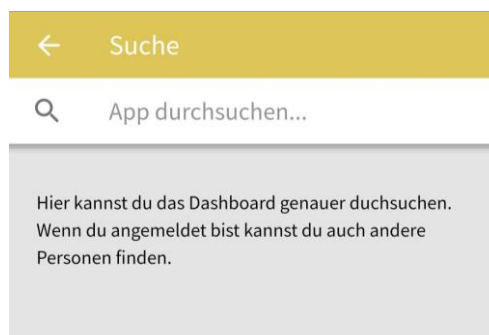 Suche
App durchsuchen...
Hier kannst du das Dashboard genauer duchsuchen.
Wenn du angemeldet bist kannst du auch andere
Personen finden.